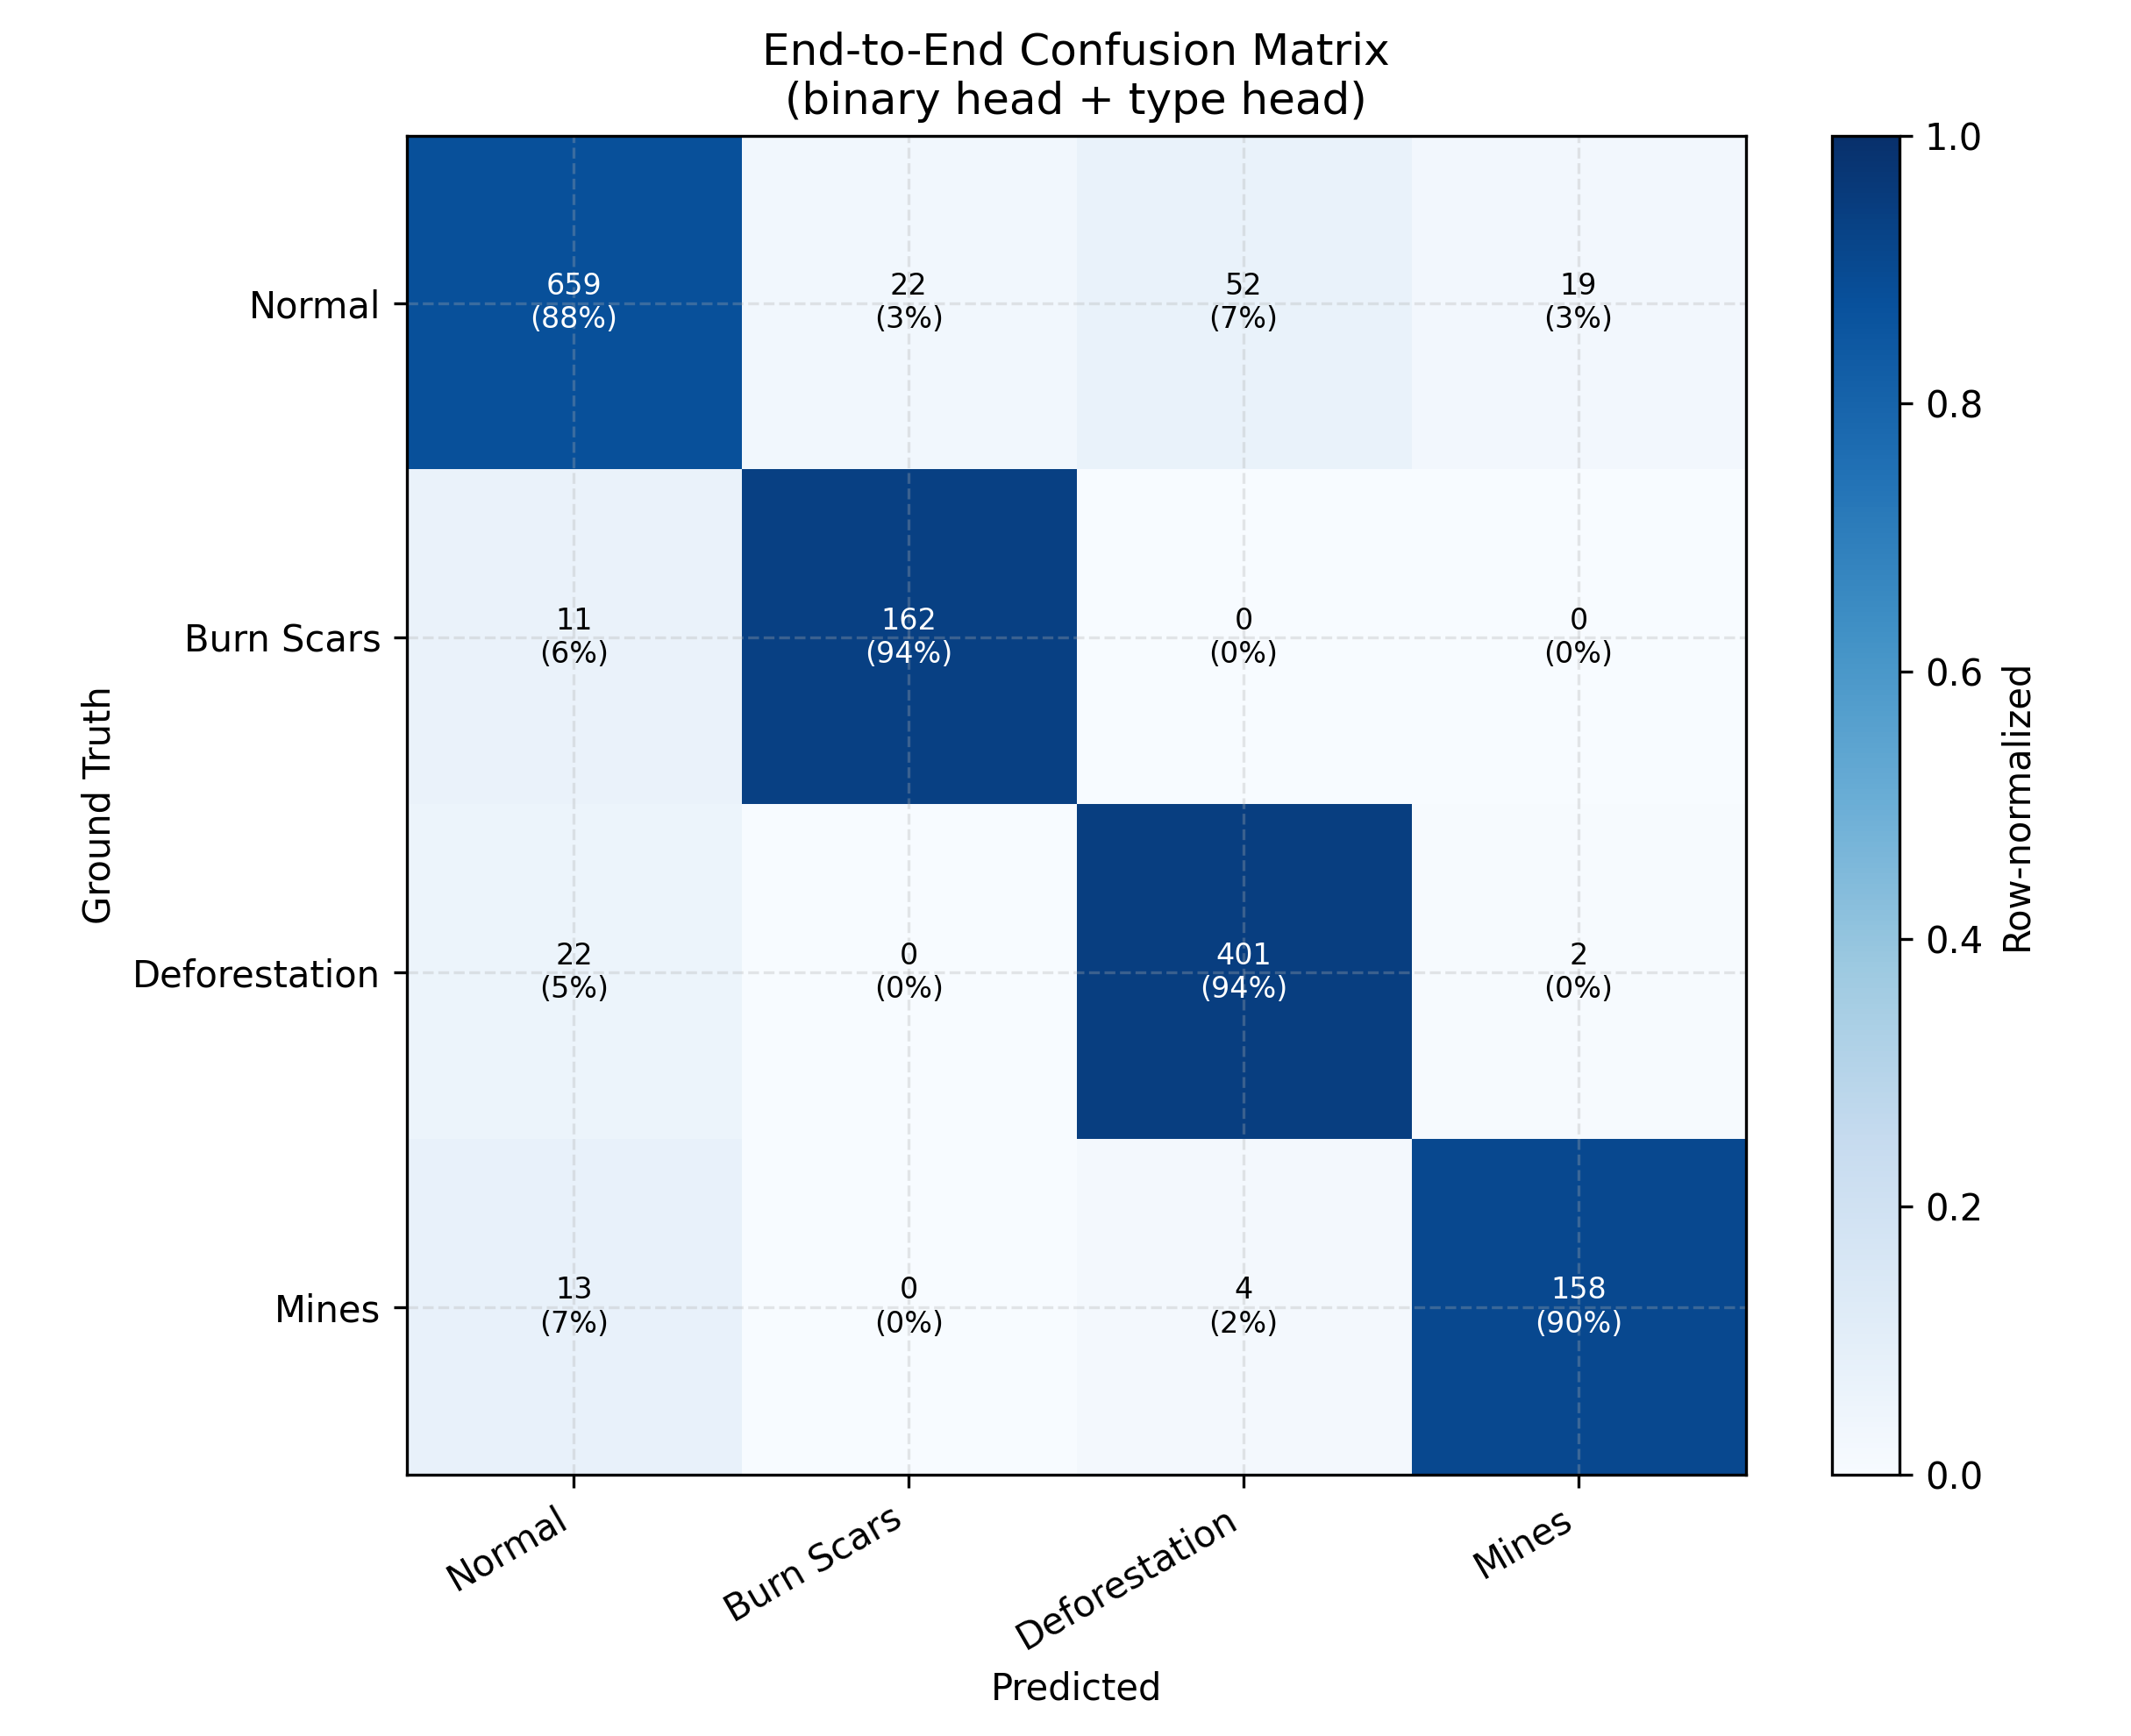 End-to-End Confusion Matrix
(binary head + type head)
Normal
659
(88%)
22
(3%)
52
(7%)
19
(3%)
Burn Scars
11
(6%)
162
(94%)
0
(0%)
0
(0%)
Deforestation
22
(5%)
0
(0%)
401
(94%)
2
(0%)
Mines
13
(7%)
0
(0%)
4
(2%)
158
(90%)
Ground Truth
Normal
Burn Scars
Deforestation
Mines
Predicted
1.0
0.8
0.6
0.4
0.2
0.0
Row-normalized